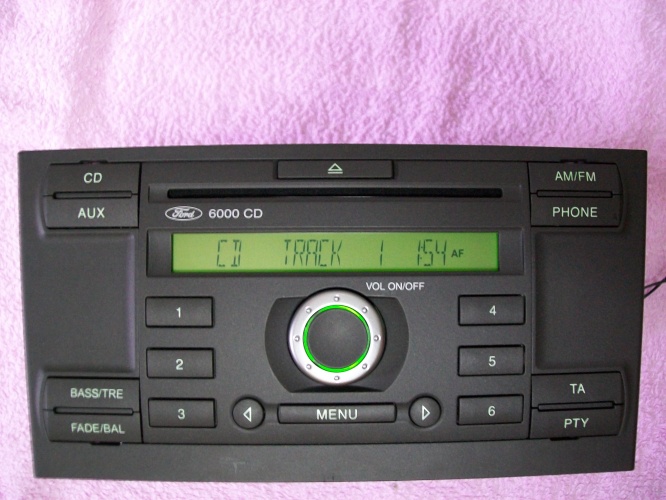 CD
AM/FM
AUX
Ford 6000 CD
PHONE
CD TRACK 1 1:54 AF
VOL ON/OFF
1
4
2
5
BASS/TRE
TA
3
MENU
6
FADE/BAL
PTY